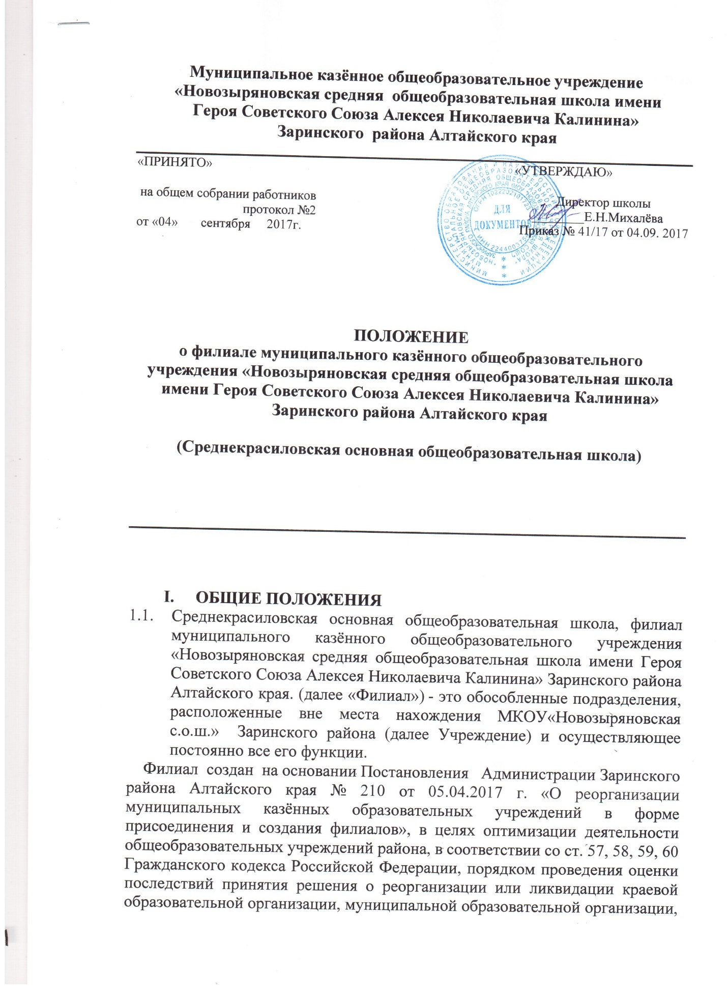 Муниципальное казённое общеобразовательное учреждение
«Новозыряновская средняя  общеобразовательная школа имени
Героя Советского Союза Алексея Николаевича Калинина»
Заринского  района Алтайского края
«ПРИНЯТО»
на общем собрании работников
протокол №2
от «04» сентября 2017г.
«УТВЕРЖДАЮ»
Директор школы
________Е.Н.Михалёва
Приказ № 41/17 от 04.09. 2017
МИНИСТЕРСТВО ОБРАЗОВАНИЯ И НАУКИ РОССИЙСКОЙ ФЕДЕРАЦИИ
ОГРН 1022202101723
ДЛЯ
ДОКУМЕНТОВ
ПОЛОЖЕНИЕ
о филиале муниципального казённого общеобразовательного
учреждения «Новозыряновская средняя общеобразовательная школа
имени Героя Советского Союза Алексея Николаевича Калинина»
Заринского района Алтайского края
(Среднекрасиловская основная общеобразовательная школа)
I. ОБЩИЕ ПОЛОЖЕНИЯ
1.1. Среднекрасиловская основная общеобразовательная школа, филиал
муниципального казённого общеобразовательного учреждения
«Новозыряновская средняя общеобразовательная школа имени Героя
Советского Союза Алексея Николаевича Калинина» Заринского района
Алтайского края. (далее «Филиал») - это обособленные подразделения,
расположенные вне места нахождения МКОУ«Новозыряновская
с.о.ш.» Заринского района (далее Учреждение) и осуществляющее
постоянно все его функции.
Филиал создан на основании Постановления Администрации Заринского
района Алтайского края № 210 от 05.04.2017 г. «О реорганизации
муниципальных казённых образовательных учреждений в форме
присоединения и создания филиалов», в целях оптимизации деятельности
общеобразовательных учреждений района, в соответствии со ст. 57, 58, 59, 60
Гражданского кодекса Российской Федерации, порядком проведения оценки
последствий принятия решения о реорганизации или ликвидации краевой
образовательной организации, муниципальной образовательной организации,